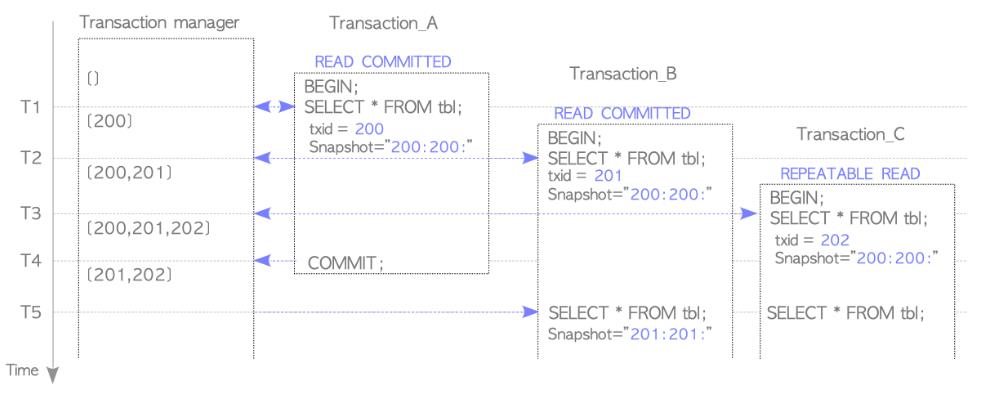 Transaction manager
Transaction_A
READ COMMITTED
Transaction_B
[]
BEGIN;
T1
SELECT * FROM tbl;
READ COMMITTED
[200]
txid = 200
Transaction_C
Snapshot="200:200:"
BEGIN;
T2
SELECT * FROM tbl;
[200,201]
txid = 201
REPEATABLE READ
Snapshot="200:200:"
BEGIN;
T3
SELECT * FROM tbl;
[200,201,202]
txid = 202
T4
COMMIT;
Snapshot="200:200:"
[201,202]
T5
SELECT * FROM tbl;
SELECT * FROM tbl;
Snapshot="201:201:"
Time